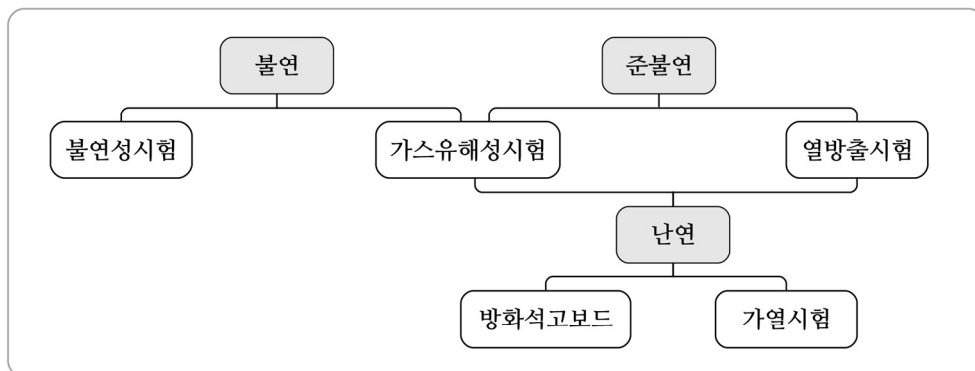 불연
준불연
불연성시험
가스유해성시험
열방출시험
난연
방화석고보드
가열시험